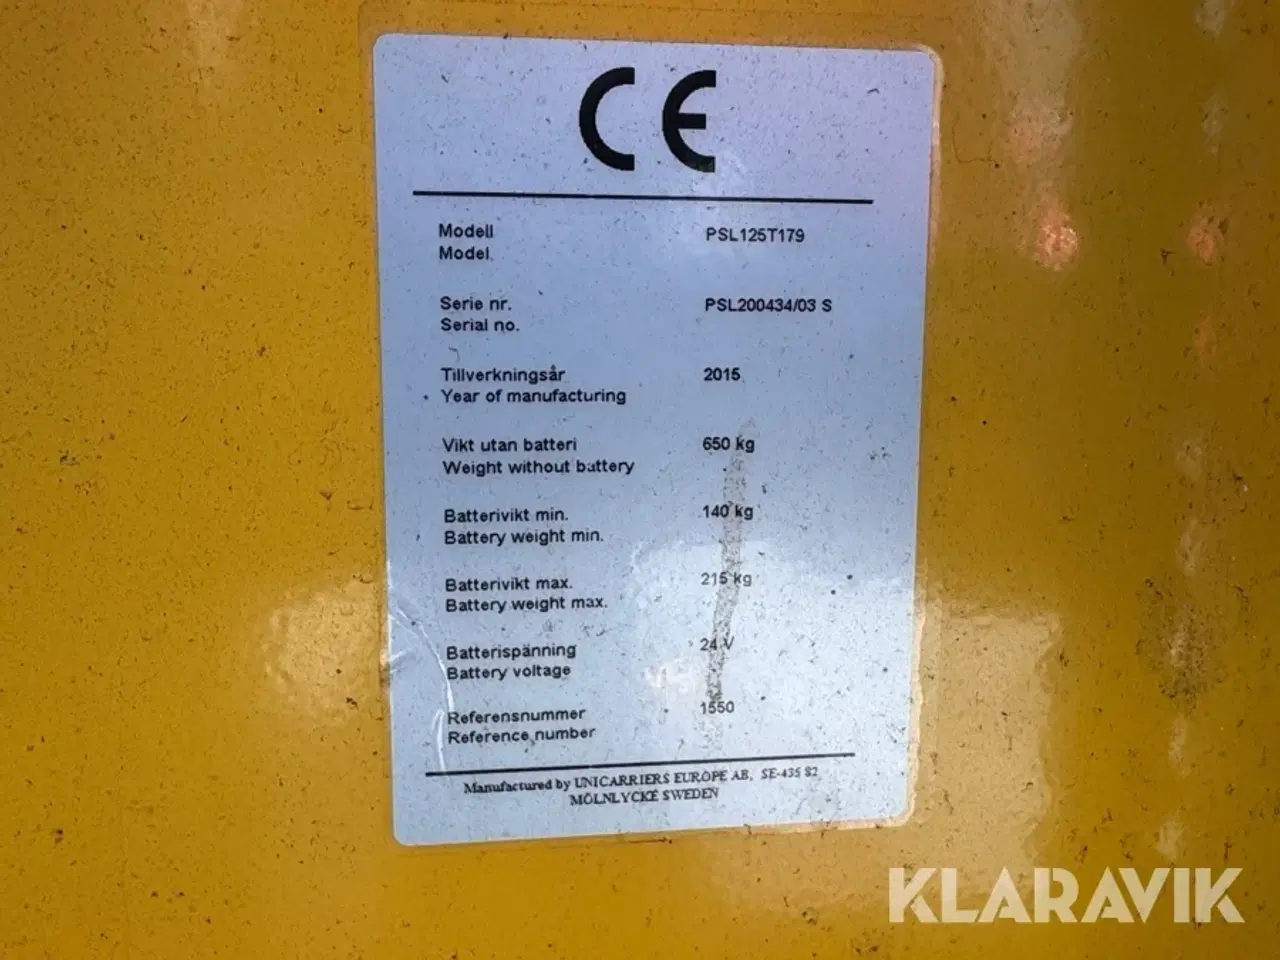 CE
Modell PSL125T179
Model
Serie nr. PSL200434/03 S
Serial no.
Tillverkningsår 2015
Year of manufacturing
Vikt utan batteri 650 kg
Weight without battery
Batterivikt min. 140 kg
Battery weight min.
Batterivikt max. 215 kg
Battery weight max.
Batterispänning 24 V
Battery voltage
Referensnummer 1550
Reference number
Manufactured by UNICARRIERS EUROPE AB, SE-435 82
MÖLNLYCKE SWEDEN
KLARAVIK